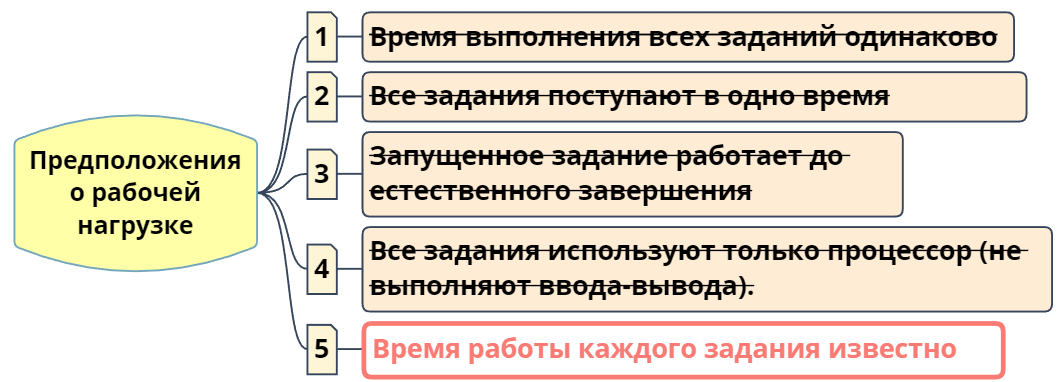 Предположения
о рабочей
нагрузке
1
Время выполнения всех заданий одинаково
2
Все задания поступают в одно время
3
Запущенное задание работает до
естественного завершения
4
Все задания используют только процессор (не
выполняют ввода-вывода).
5
Время работы каждого задания известно